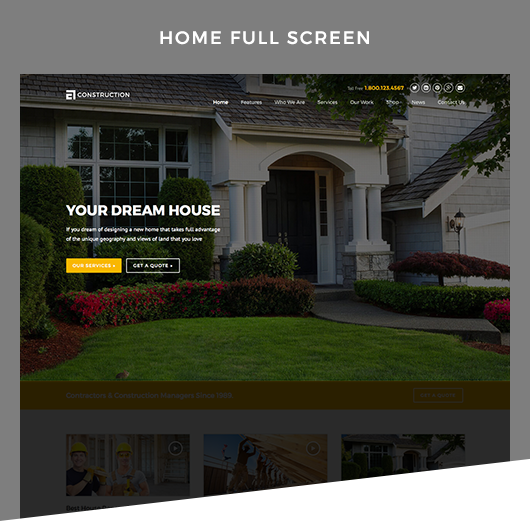 HOME FULL SCREEN
CONSTRUCTION
Toll Free 1.800.123.4567
Home Features Who We Are Services Our Work Shop News Contact Us
YOUR DREAM HOUSE
If you dream of designing a new home that takes full advantage
of the unique geography and views of land that you love
OUR SERVICES »
GET A QUOTE »
Contractors & Construction Managers Since 1989
GET A QUOTE